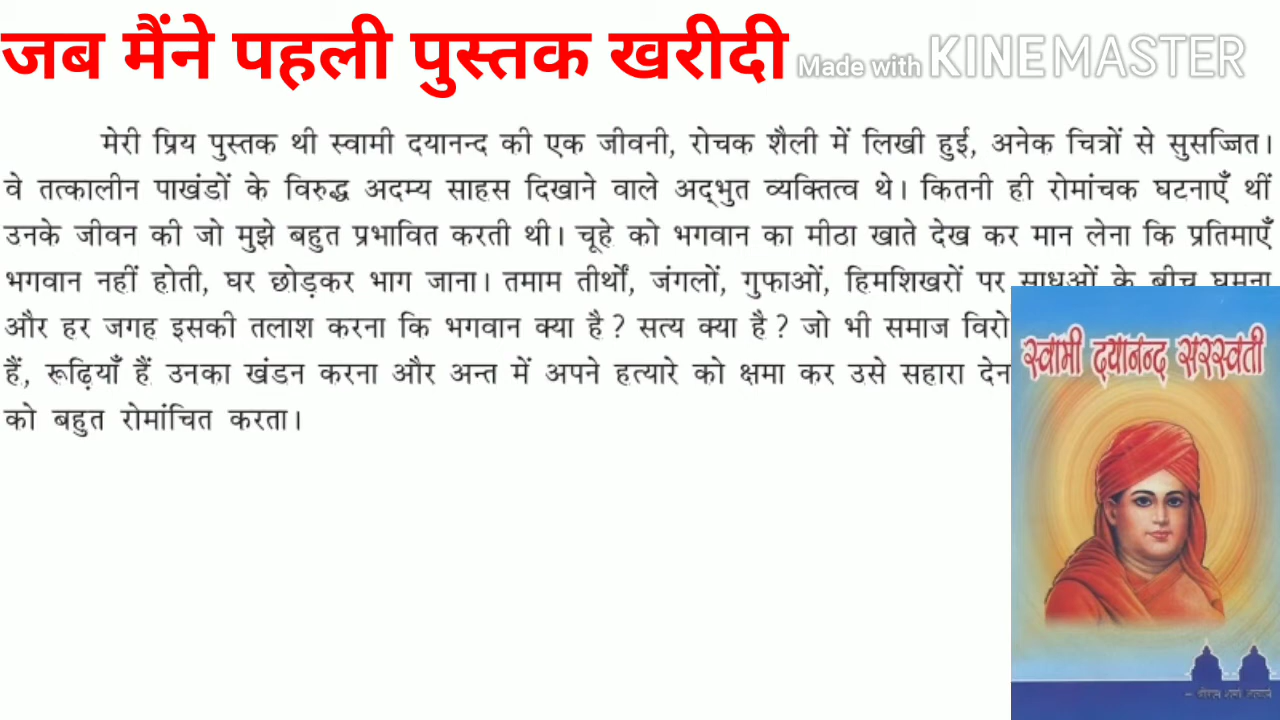 जब मैंने पहली पुस्तक खरीदी
Made with KINEMASTER
मेरी प्रिय पुस्तक थी स्वामी दयानन्द की एक जीवनी, रोचक शैली में लिखी हुई, अनेक चित्रों से सुसज्जित।
वे तत्कालीन पाखंडों के विरुद्ध अदम्य साहस दिखाने वाले अद्भुत व्यक्तित्व थे। कितनी ही रोमांचक घटनाएँ थीं
उनके जीवन की जो मुझे बहुत प्रभावित करती थी। चूहे को भगवान का मीठा खाते देख कर मान लेना कि प्रतिमाएँ
भगवान नहीं होती, घर छोड़कर भाग जाना। तमाम तीर्थों, जंगलों, गुफाओं, हिमशिखरों पर साधुओं के बीच घूमना
और हर जगह इसकी तलाश करना कि भगवान क्या है ? सत्य क्या है ? जो भी समाज विरो
हैं, रूढ़ियाँ हैं उनका खंडन करना और अन्त में अपने हत्यारे को क्षमा कर उसे सहारा देन
को बहुत रोमांचित करता।
स्वामी दयानन्द सरस्वती